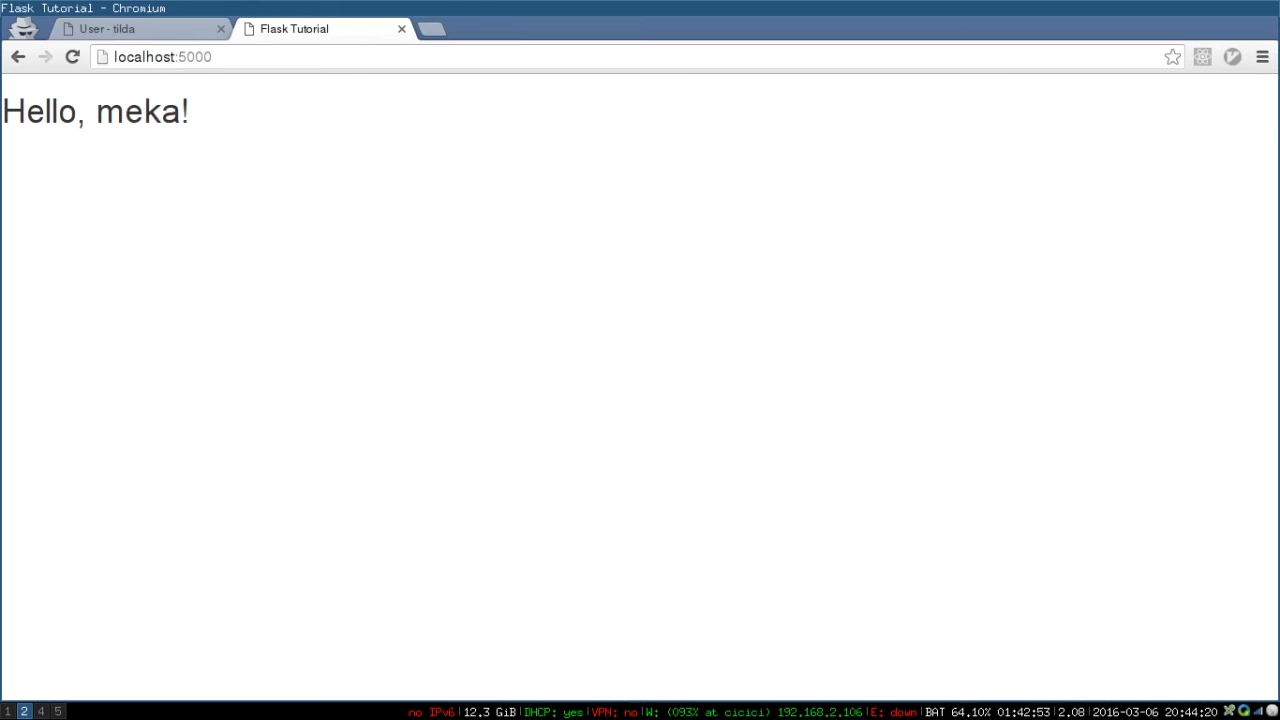 Flask Tutorial - Chromium
User - tilda
Flask Tutorial
localhost:5000
Hello, meka!
1 2 4 5
no IPv6|12.3 GiB|DHCP: yes|VPN: no|W: (093% at cicici) 192.168.2.106|E: down|BAT 64.10% 01:42:53|2.08|2016-03-06 20:44:20